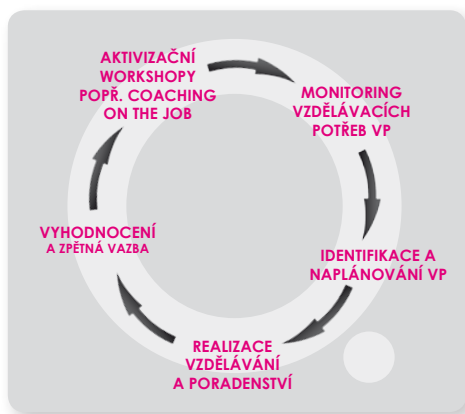 AKTIVIZAČNÍ
WORKSHOPY
POPŘ. COACHING
ON THE JOB
MONITORING
VZDĚLÁVACÍCH
POTŘEB VP
IDENTIFIKACE A
NAPLÁNOVÁNÍ VP
REALIZACE
VZDĚLÁVÁNÍ
A PORADENSTVÍ
VYHODNOCENÍ
A ZPĚTNÁ VAZBA